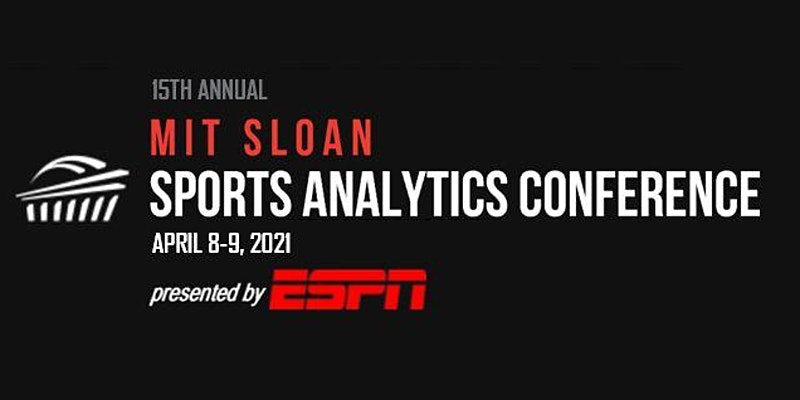 15TH ANNUAL
MIT SLOAN
SPORTS ANALYTICS CONFERENCE
APRIL 8-9, 2021
presented by ESPN